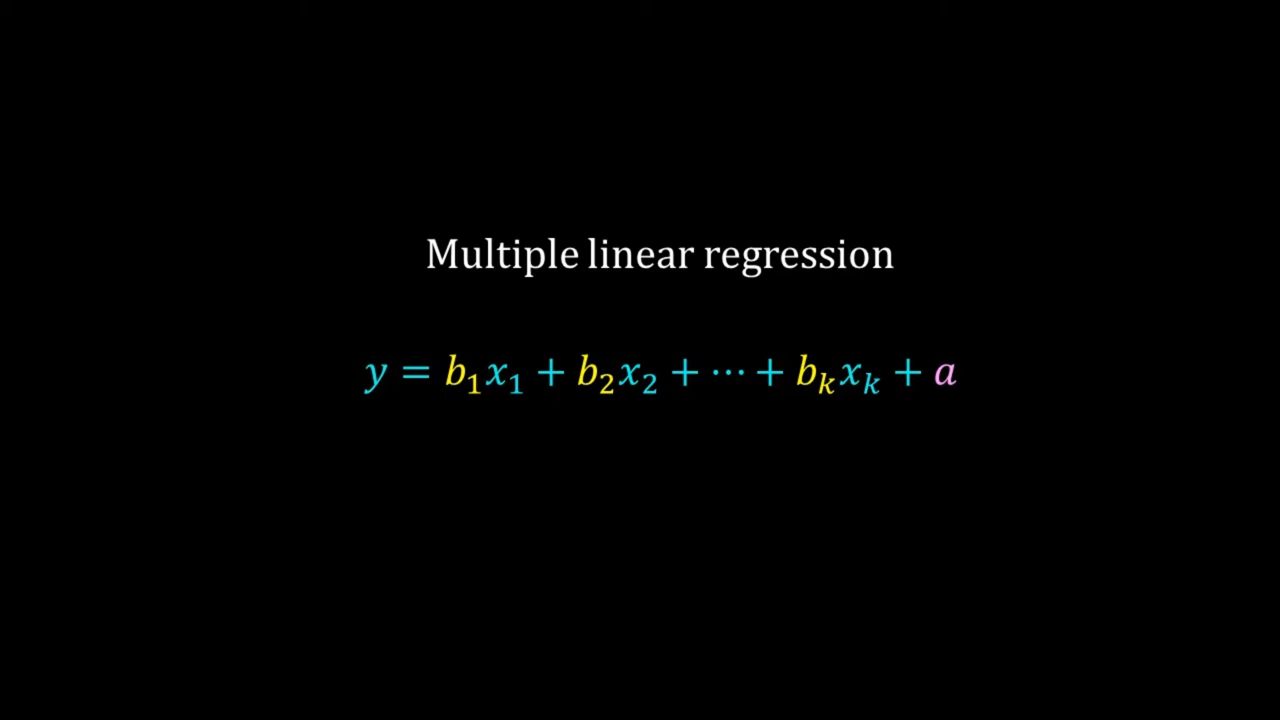 Multiple linear regression
y = b₁x₁ + b₂x₂ + ⋯ + bₖxₖ + a